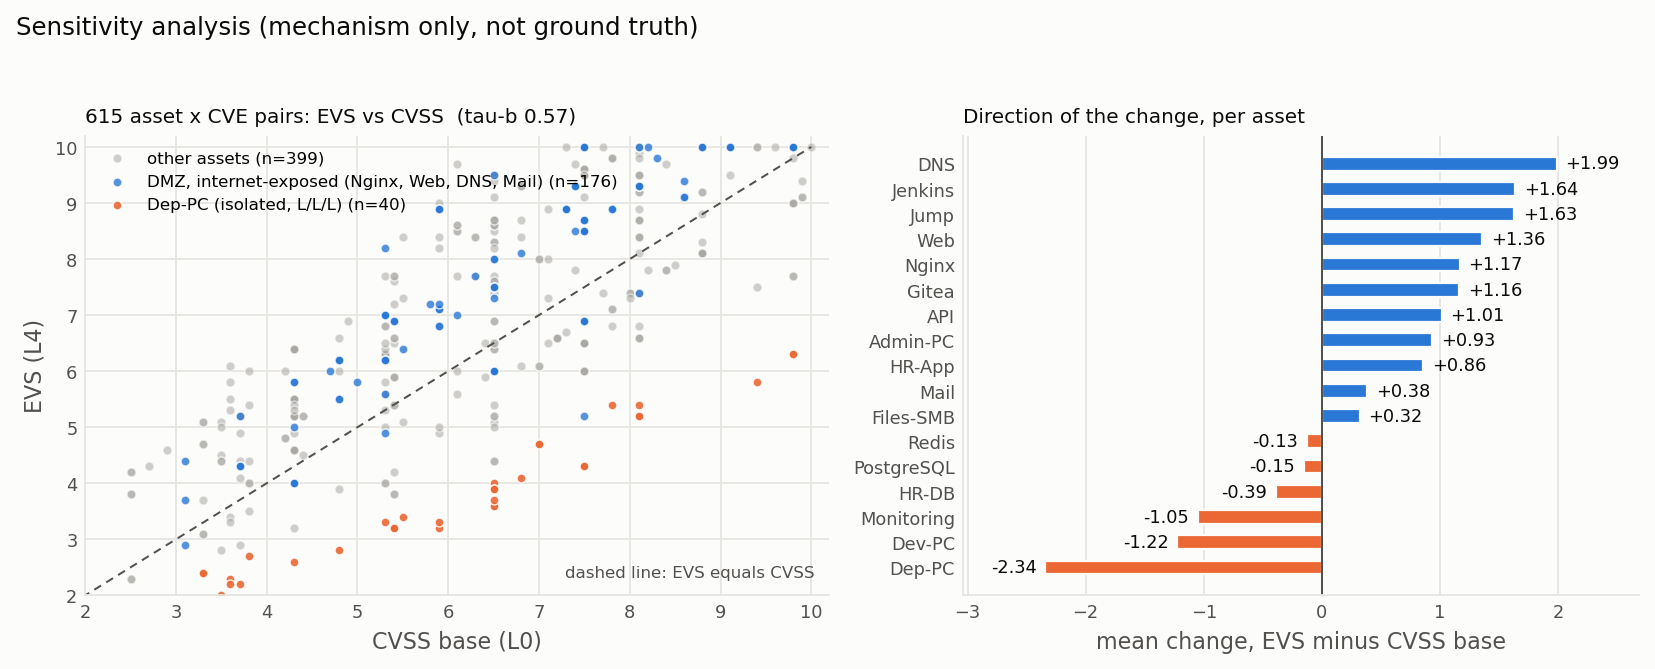 Sensitivity analysis (mechanism only, not ground truth)
615 asset x CVE pairs: EVS vs CVSS  (tau-b 0.57)
other assets (n=399)
DMZ, internet-exposed (Nginx, Web, DNS, Mail) (n=176)
Dep-PC (isolated, L/L/L) (n=40)
EVS (L4)
10
9
8
7
6
5
4
3
2
dashed line: EVS equals CVSS
2 3 4 5 6 7 8 9 10
CVSS base (L0)
Direction of the change, per asset
DNS +1.99
Jenkins +1.64
Jump +1.63
Web +1.36
Nginx +1.17
Gitea +1.16
API +1.01
Admin-PC +0.93
HR-App +0.86
Mail +0.38
Files-SMB +0.32
Redis -0.13
PostgreSQL -0.15
HR-DB -0.39
Monitoring -1.05
Dev-PC -1.22
Dep-PC -2.34
−3 −2 −1 0 1 2
mean change, EVS minus CVSS base